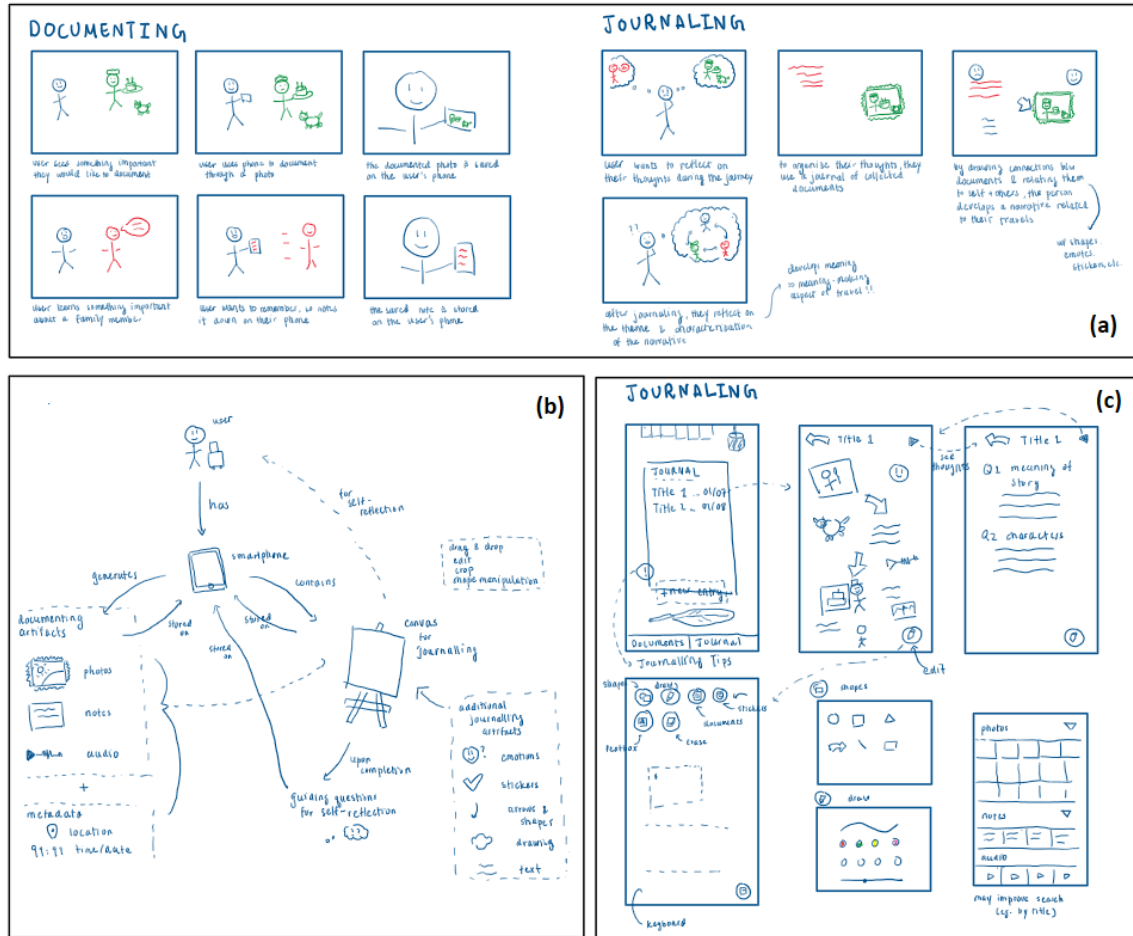 DOCUMENTING
user sees something important
they would like to document
user uses phone to document
through a photo
the documented photo is saved
on the user's phone
user learns something important
about a family member
user wants to remember, so notes
it down on their phone
the saved note is stored
on the user's phone
JOURNALING
user wants to reflect on
their thoughts during the journey
to organise their thoughts, they
use a journal of collected
documents
by drawing connections b/w
documents & relating them
to self + others, the person
develops a narrative related
to their travels
w/ shapes
emotes
stickers, etc.
??
develops meaning
⇒ meaning-making
aspect of travel!!
after journaling, they reflect on
the theme & characterisation
of the narrative
(a)
(b)
user
has
for
self-
reflection
smartphone
generates
contains
drag & drop
edit
crop
shape manipulation
documenting
artifacts
stored
on
stored
on
stored
on
photos
notes
audio
+
metadata
location
99:99 time/date
canvas
for
journalling
upon
completion
guiding questions
for self-reflection
additional
journalling
artifacts
? emotions
stickers
arrows &
shapes
drawing
text
JOURNALING
(c)
JOURNAL
Title 1 .. 01/07
Title 2 .. 01/08
+new entry
Documents Journal
Journalling Tips
Title 1
see
thoughts
edit
Title 1
Q1 meaning of
story
Q2 characters
shapes
draw
stickers
documents
textbox
erase
keyboard
shapes
draw
photos
notes
audio
may improve search
(eg. by title)